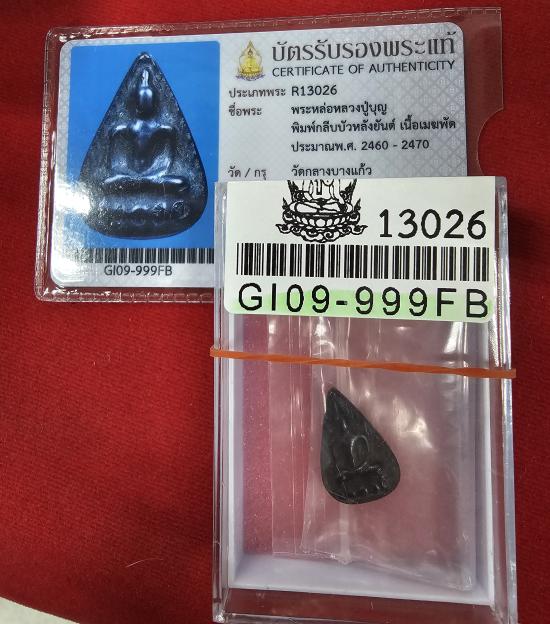 บัตรรับรองพระแท้
CERTIFICATE OF AUTHENTICITY
ประเภทพระ R13026
ชื่อพระ พระหล่อหลวงปู่บุญ
พิมพ์กลีบบัวหลังยันต์ เนื้อเมฆพัด
ประมาณพ.ศ. 2460 - 2470
วัด / กรุ วัดกลางบางแก้ว
GI09-999FB
13026
GI09-999FB